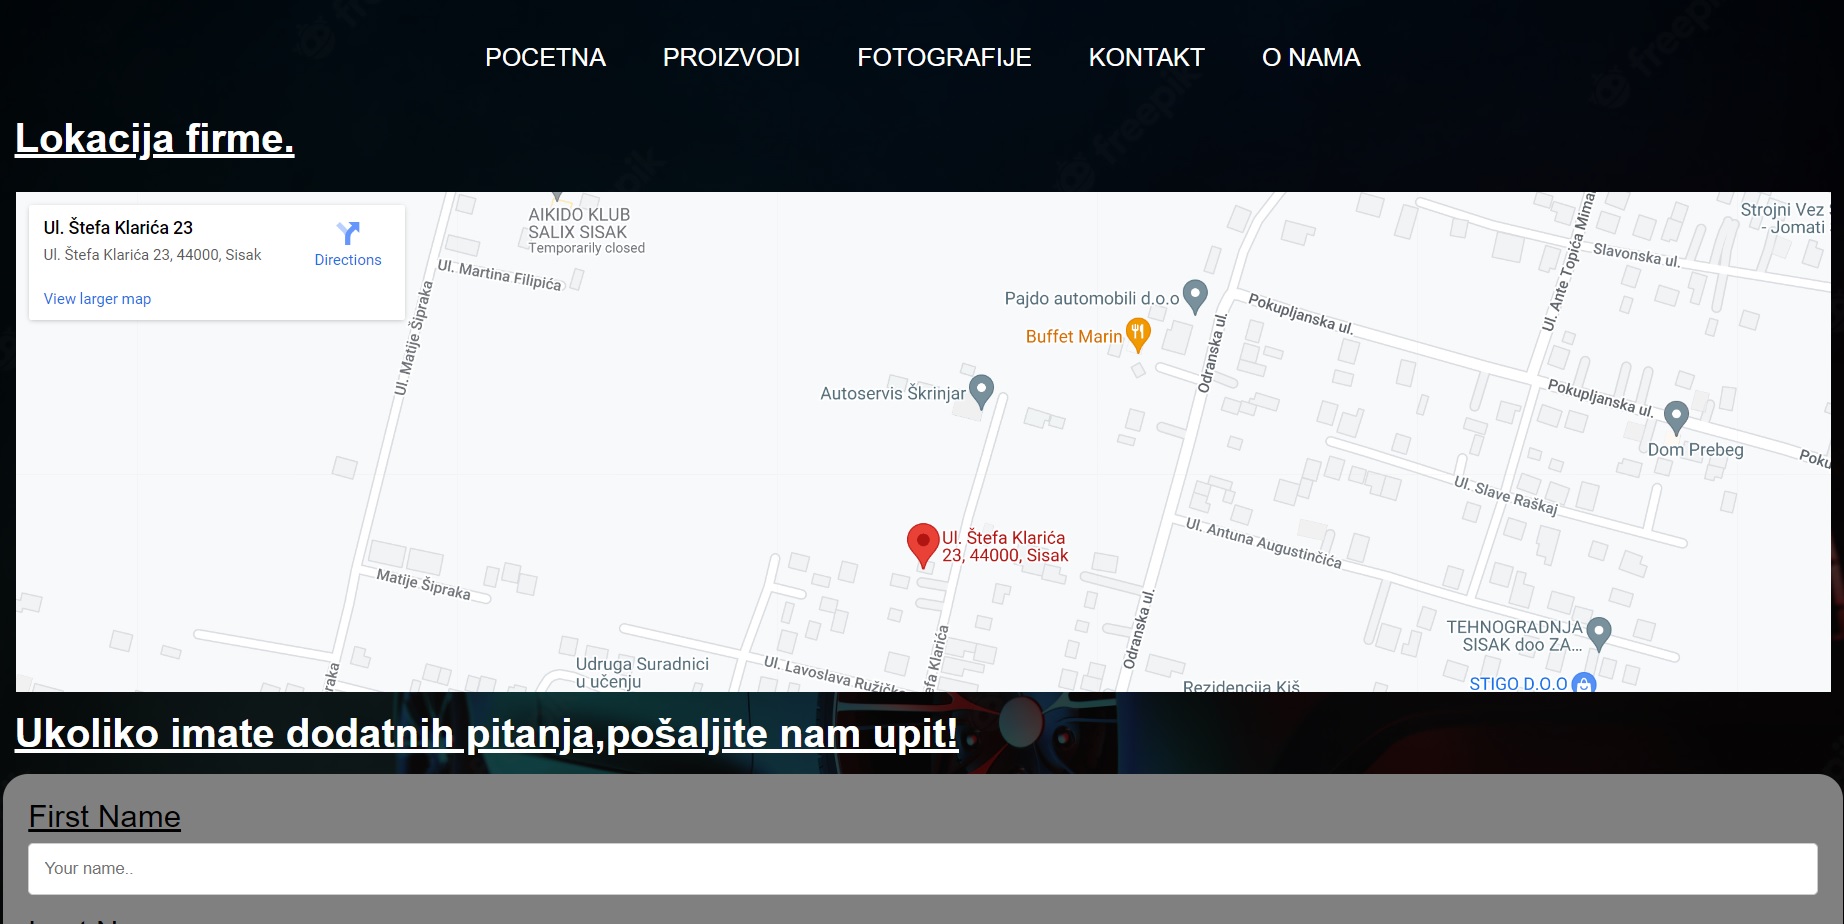 POCETNA PROIZVODI FOTOGRAFIJE KONTAKT O NAMA
Lokacija firme.
Ul. Štefa Klarića 23
Ul. Štefa Klarića 23, 44000, Sisak
Directions
View larger map
AIKIDO KLUB
SALIX SISAK
Temporarily closed
Ul. Martina Filipića
Ul. Matije Šipraka
Strojni Vez
- Jomati
Slavonska ul.
Ul. Ante Topića Mima
Pajdo automobili d.o.o
Buffet Marin
Pokupljanska ul.
Odranska ul.
Autoservis Škrinjar
Pokupljanska ul.
Dom Prebeg
Poku
Ul. Slave Raškaj
Ul. Štefa Klarića
23, 44000, Sisak
Ul. Antuna Augustinčića
Matije Šipraka
Odranska ul.
TEHNOGRADNJA
SISAK doo ZA...
Udruga Suradnici
u učenju
Ul. Lavoslava Ružičk
efa Klarića
raka
Rezidencija Kiš
STIGO D.O.O
Ukoliko imate dodatnih pitanja,pošaljite nam upit!
First Name
Your name..
freepik
freepik